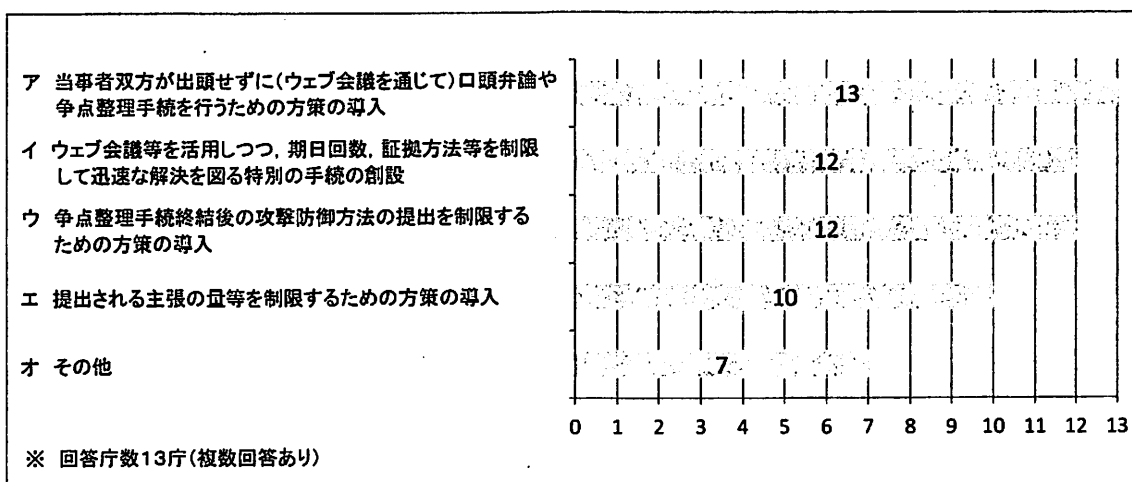 ア 当事者双方が出頭せずに(ウェブ会議を通じて)口頭弁論や
争点整理手続を行うための方策の導入
13
イ ウェブ会議等を活用しつつ，期日回数，証拠方法等を制限
して迅速な解決を図る特別の手続の創設
12
ウ 争点整理手続終結後の攻撃防御方法の提出を制限する
ための方策の導入
12
エ 提出される主張の量等を制限するための方策の導入
10
オ その他
7
0 1 2 3 4 5 6 7 8 9 10 11 12 13
※ 回答庁数13庁(複数回答あり)